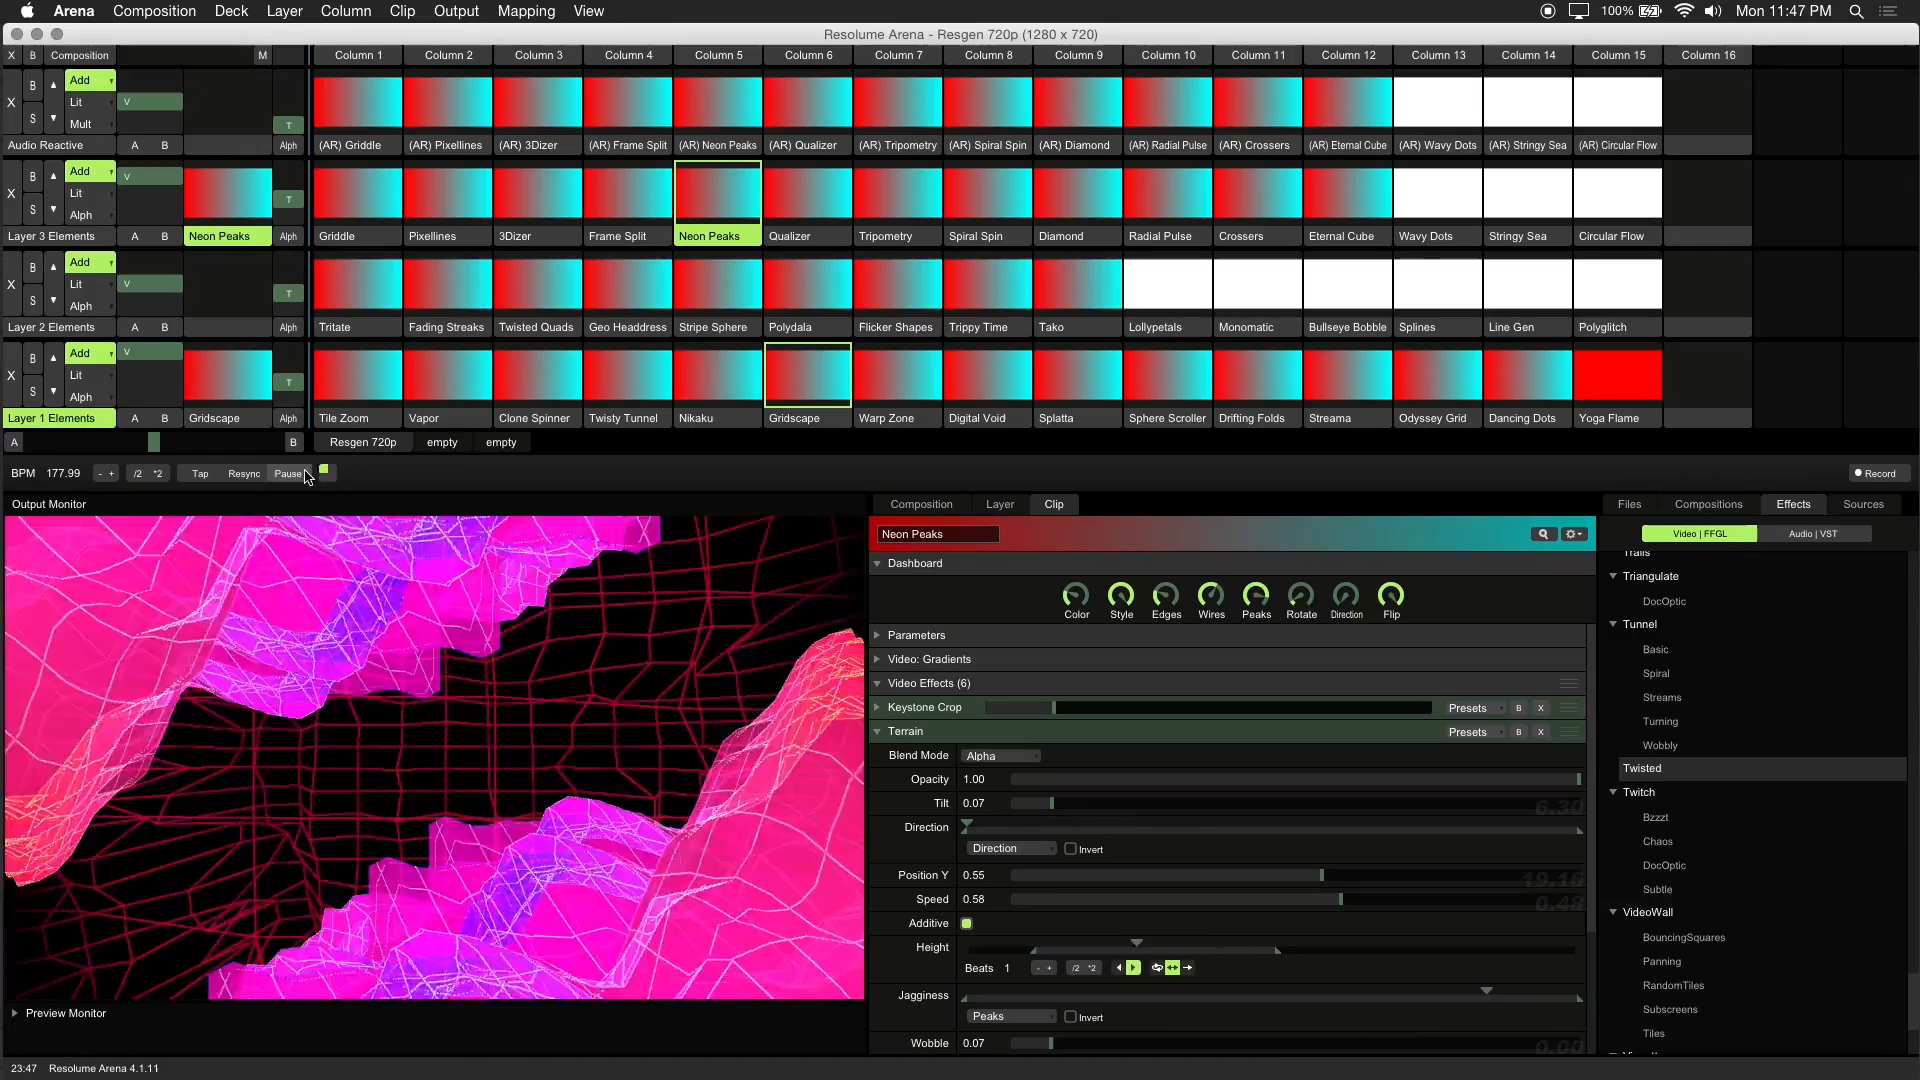 Arena Composition Deck Layer Column Clip Output Mapping View 100% Mon 11:47 PM
Resolume Arena - Resgen 720p (1280 x 720)
X B Composition M Column 1 Column 2 Column 3 Column 4 Column 5 Column 6 Column 7 Column 8 Column 9 Column 10 Column 11 Column 12 Column 13 Column 14 Column 15 Column 16
B Add
X Lit V
S Mult T
Audio Reactive A B Alph (AR) Griddle (AR) Pixellines (AR) 3Dizer (AR) Frame Split (AR) Neon Peaks (AR) Qualizer (AR) Tripometry (AR) Spiral Spin (AR) Diamond (AR) Radial Pulse (AR) Crossers (AR) Eternal Cube (AR) Wavy Dots (AR) Stringy Sea (AR) Circular Flow
B Add V
X Lit T
S Alph
Layer 3 Elements A B Neon Peaks Alph Griddle Pixellines 3Dizer Frame Split Neon Peaks Qualizer Tripometry Spiral Spin Diamond Radial Pulse Crossers Eternal Cube Wavy Dots Stringy Sea Circular Flow
B Add
X Lit V T
S Alph
Layer 2 Elements A B Alph Tritate Fading Streaks Twisted Quads Geo Headdress Stripe Sphere Polydala Flicker Shapes Trippy Time Tako Lollypetals Monomatic Bullseye Bobble Splines Line Gen Polyglitch
B Add V
X Lit T
S Alph
Layer 1 Elements A B Gridscape Alph Tile Zoom Vapor Clone Spinner Twisty Tunnel Nikaku Gridscape Warp Zone Digital Void Splatta Sphere Scroller Drifting Folds Streama Odyssey Grid Dancing Dots Yoga Flame
A B Resgen 720p empty empty
BPM 177.99 - + /2 *2 Tap Resync Pause Record
Output Monitor
Preview Monitor
Composition Layer Clip
Neon Peaks
Dashboard
Color Style Edges Wires Peaks Rotate Direction Flip
Parameters
Video: Gradients
Video Effects (6)
Keystone Crop Presets B X
Terrain Presets B X
Blend Mode Alpha
Opacity 1.00
Tilt 0.07 6.30
Direction
Direction Invert
Position Y 0.55 19.16
Speed 0.58 0.48
Additive
Height
Beats 1 - + /2 *2
Jagginess
Peaks Invert
Wobble 0.07 0.00
Files Compositions Effects Sources
Video | FFGL Audio | VST
Trails
Triangulate
DocOptic
Tunnel
Basic
Spiral
Streams
Turning
Wobbly
Twisted
Twitch
Bzzzt
Chaos
DocOptic
Subtle
VideoWall
BouncingSquares
Panning
RandomTiles
Subscreens
Tiles
23:47 Resolume Arena 4.1.11